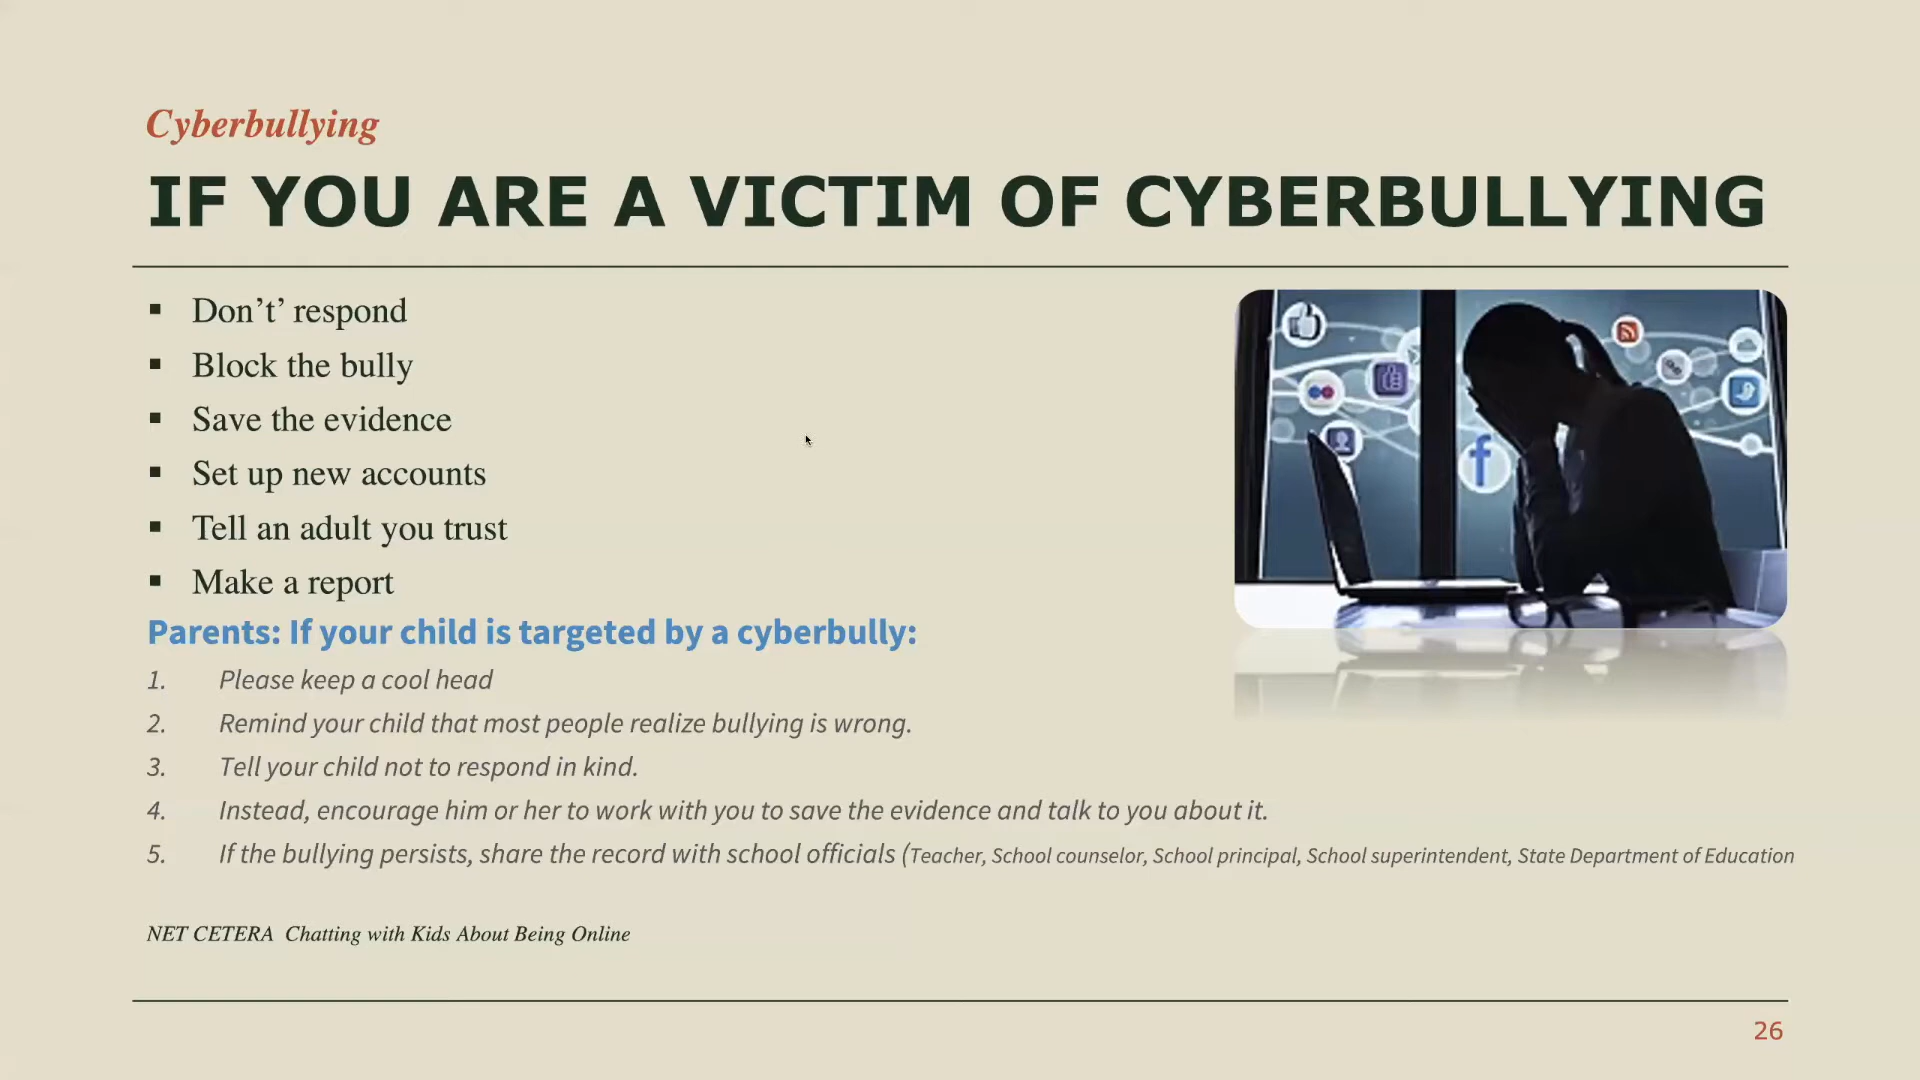 Cyberbullying
IF YOU ARE A VICTIM OF CYBERBULLYING
▪ Don’t’ respond
▪ Block the bully
▪ Save the evidence
▪ Set up new accounts
▪ Tell an adult you trust
▪ Make a report
Parents: If your child is targeted by a cyberbully:
1. Please keep a cool head
2. Remind your child that most people realize bullying is wrong.
3. Tell your child not to respond in kind.
4. Instead, encourage him or her to work with you to save the evidence and talk to you about it.
5. If the bullying persists, share the record with school officials (Teacher, School counselor, School principal, School superintendent, State Department of Education
NET CETERA Chatting with Kids About Being Online
26